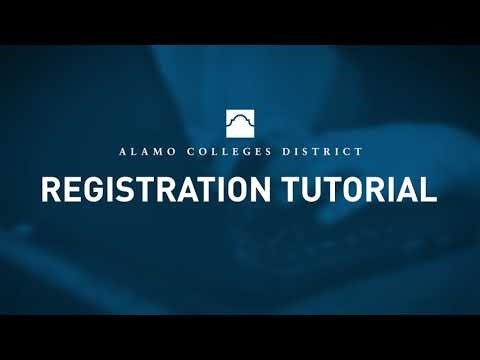 ALAMO COLLEGES DISTRICT
REGISTRATION TUTORIAL